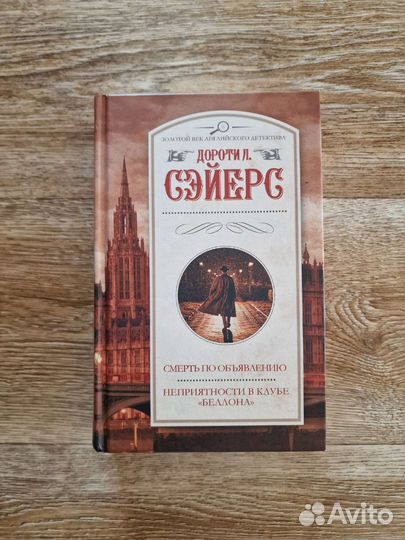 ЗОЛОТОЙ ВЕК АНГЛИЙСКОГО ДЕТЕКТИВА
ДОРОТИ Л.
СЭЙЕРС
СМЕРТЬ ПО ОБЪЯВЛЕНИЮ
НЕПРИЯТНОСТИ В КЛУБЕ
«БЕЛЛОНА»
Avito